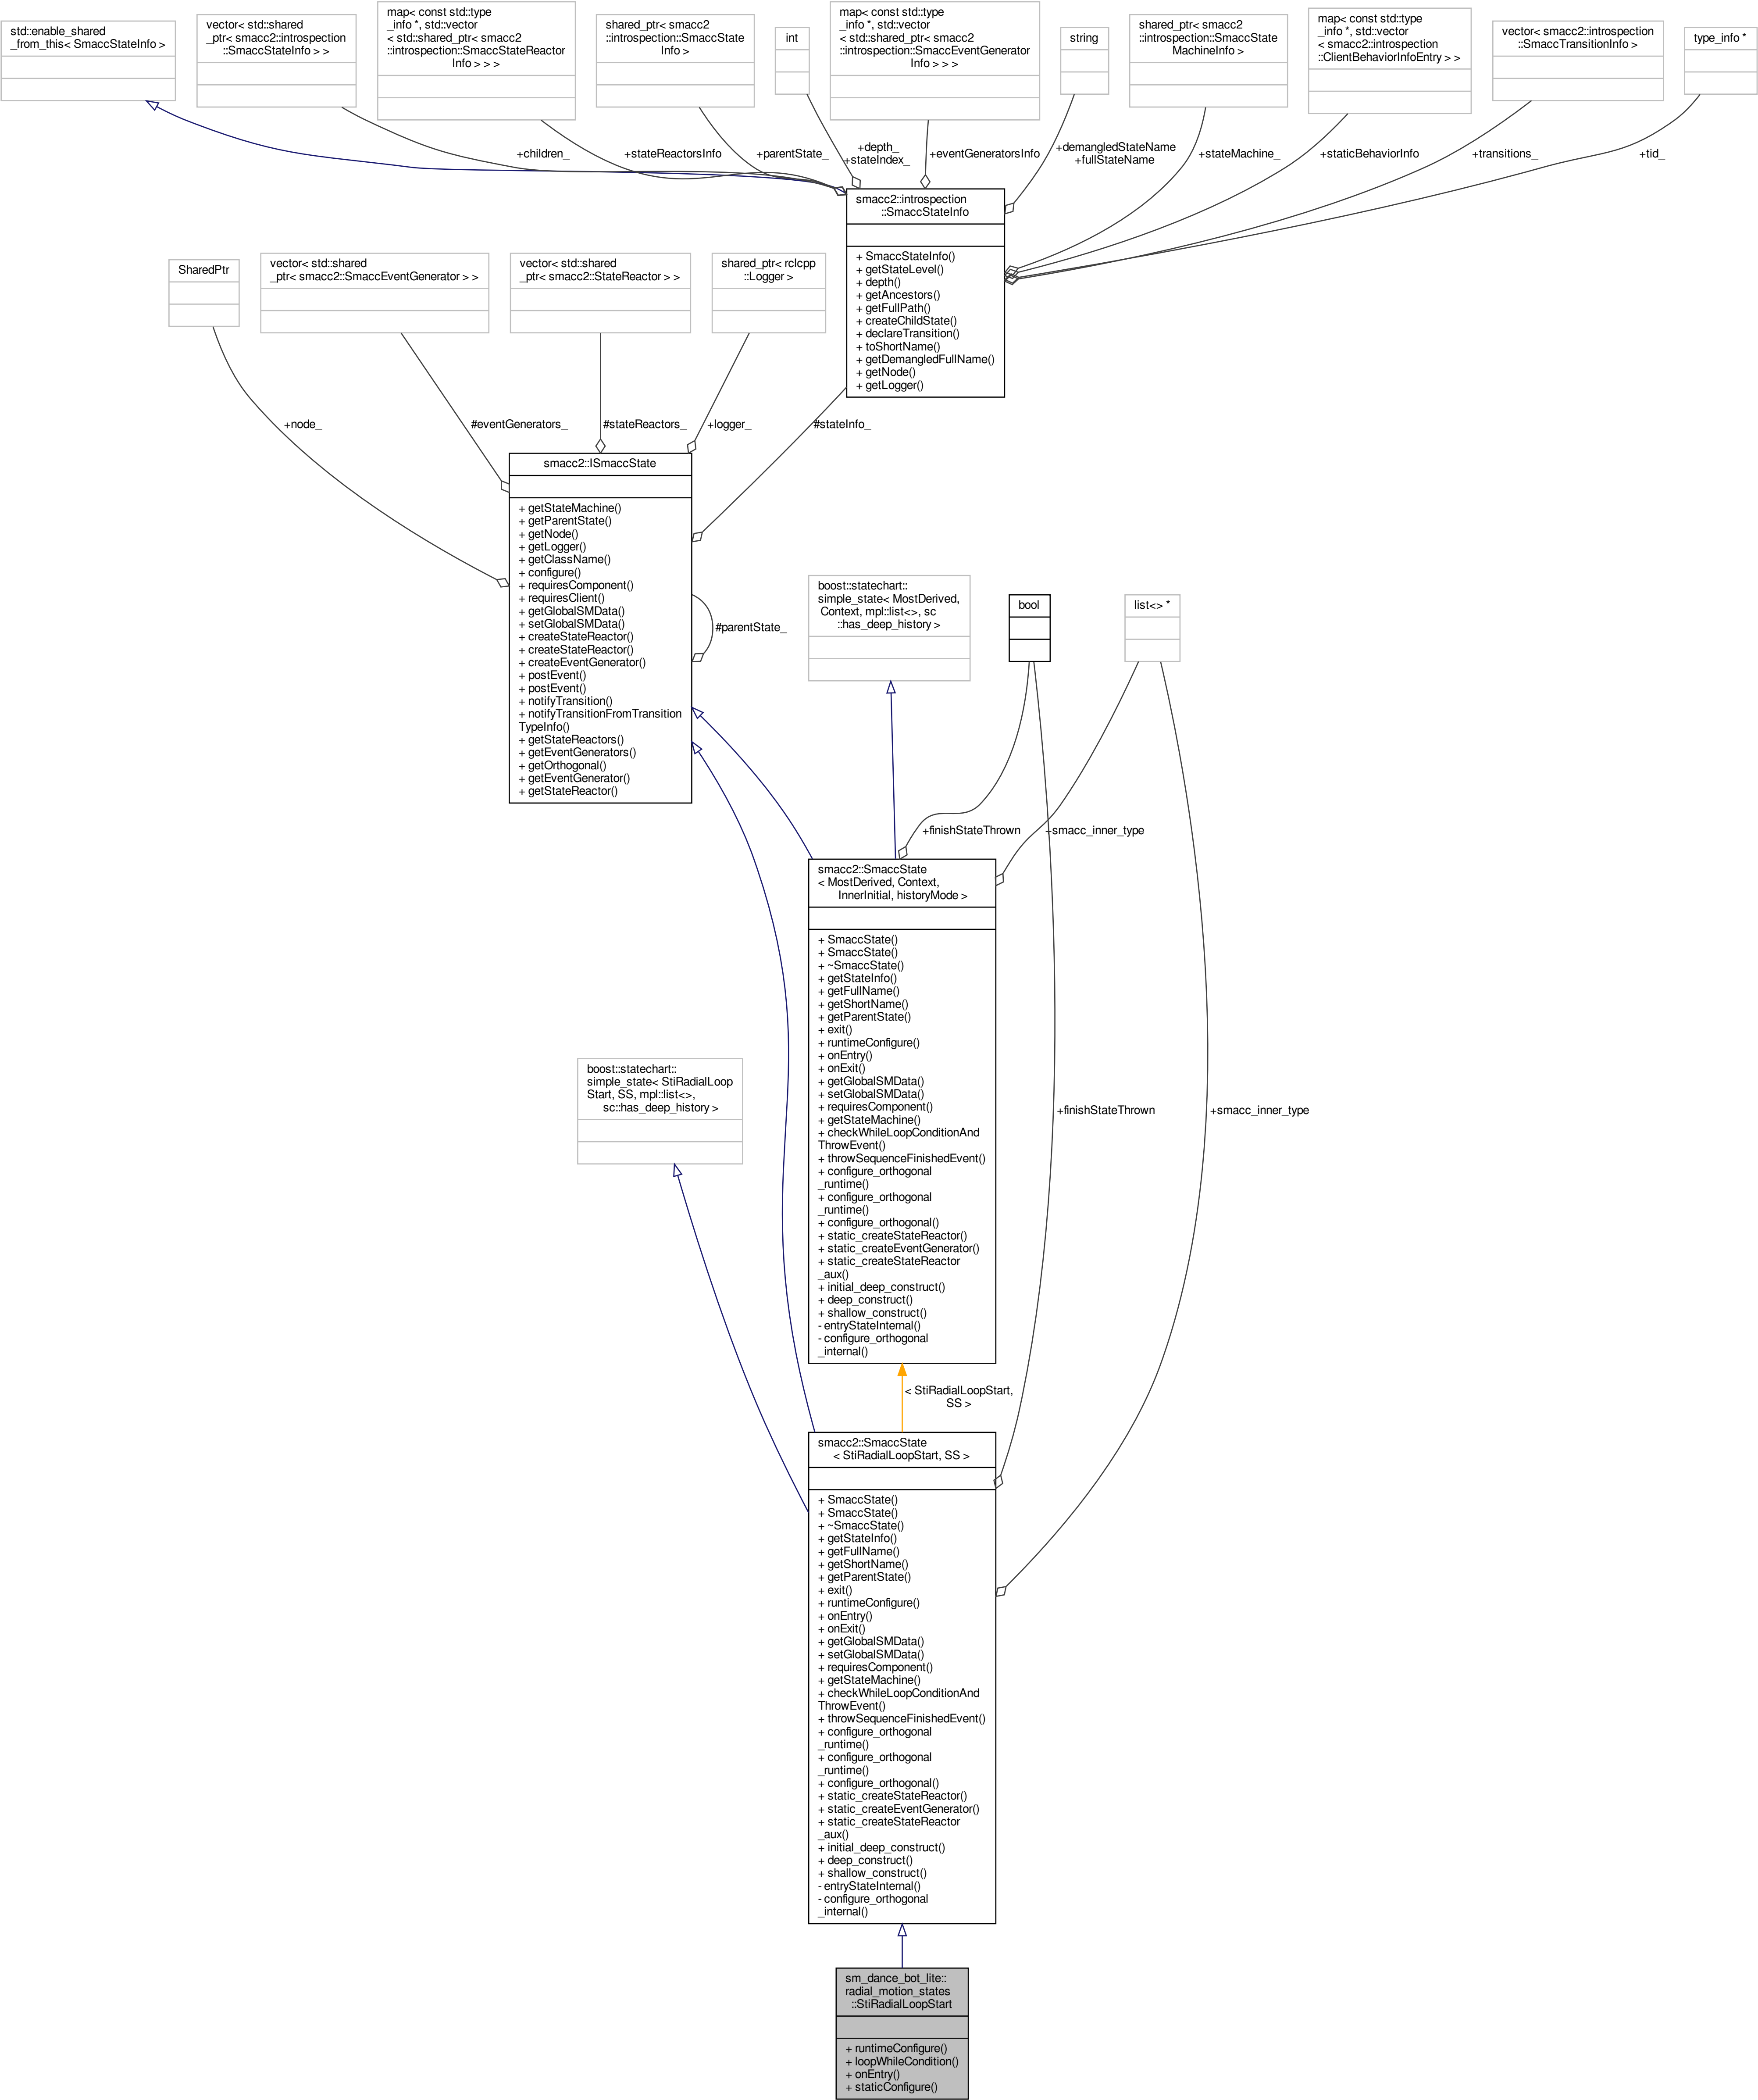 std::enable_shared
_from_this< SmaccStateInfo >
vector< std::shared
_ptr< smacc2::introspection
::SmaccStateInfo > >
map< const std::type
_info *, std::vector
< std::shared_ptr< smacc2
::introspection::SmaccStateReactor
Info > > >
shared_ptr< smacc2
::introspection::SmaccState
Info >
int
map< const std::type
_info *, std::vector
< std::shared_ptr< smacc2
::introspection::SmaccEventGenerator
Info > > >
string
shared_ptr< smacc2
::introspection::SmaccState
MachineInfo >
map< const std::type
_info *, std::vector
< smacc2::introspection
::ClientBehaviorInfoEntry > >
vector< smacc2::introspection
::SmaccTransitionInfo >
type_info *
+children_
+stateReactorsInfo
+parentState_
+depth_
+stateIndex_
+eventGeneratorsInfo
+demangledStateName
+fullStateName
+stateMachine_
+staticBehaviorInfo
+transitions_
+tid_
smacc2::introspection
::SmaccStateInfo
+ SmaccStateInfo()
+ getStateLevel()
+ depth()
+ getAncestors()
+ getFullPath()
+ createChildState()
+ declareTransition()
+ toShortName()
+ getDemangledFullName()
+ getNode()
+ getLogger()
SharedPtr
vector< std::shared
_ptr< smacc2::SmaccEventGenerator > >
vector< std::shared
_ptr< smacc2::StateReactor > >
shared_ptr< rclcpp
::Logger >
+node_
#eventGenerators_
#stateReactors_
+logger_
#stateInfo_
smacc2::ISmaccState
+ getStateMachine()
+ getParentState()
+ getNode()
+ getLogger()
+ getClassName()
+ configure()
+ requiresComponent()
+ requiresClient()
+ getGlobalSMData()
+ setGlobalSMData()
+ createStateReactor()
+ createStateReactor()
+ createEventGenerator()
+ postEvent()
+ postEvent()
+ notifyTransition()
+ notifyTransitionFromTransition
TypeInfo()
+ getStateReactors()
+ getEventGenerators()
+ getOrthogonal()
+ getEventGenerator()
+ getStateReactor()
#parentState_
boost::statechart::
simple_state< MostDerived,
Context, mpl::list<>, sc
::has_deep_history >
bool
list<> *
+finishStateThrown
+smacc_inner_type
smacc2::SmaccState
< MostDerived, Context,
InnerInitial, historyMode >
+ SmaccState()
+ SmaccState()
+ ~SmaccState()
+ getStateInfo()
+ getFullName()
+ getShortName()
+ getParentState()
+ exit()
+ runtimeConfigure()
+ onEntry()
+ onExit()
+ getGlobalSMData()
+ setGlobalSMData()
+ requiresComponent()
+ getStateMachine()
+ checkWhileLoopConditionAnd
ThrowEvent()
+ throwSequenceFinishedEvent()
+ configure_orthogonal
_runtime()
+ configure_orthogonal
_runtime()
+ configure_orthogonal()
+ static_createStateReactor()
+ static_createEventGenerator()
+ static_createStateReactor
_aux()
+ initial_deep_construct()
+ deep_construct()
+ shallow_construct()
- entryStateInternal()
- configure_orthogonal
_internal()
boost::statechart::
simple_state< StiRadialLoop
Start, SS, mpl::list<>,
sc::has_deep_history >
+finishStateThrown
+smacc_inner_type
< StiRadialLoopStart,
SS >
smacc2::SmaccState
< StiRadialLoopStart, SS >
+ SmaccState()
+ SmaccState()
+ ~SmaccState()
+ getStateInfo()
+ getFullName()
+ getShortName()
+ getParentState()
+ exit()
+ runtimeConfigure()
+ onEntry()
+ onExit()
+ getGlobalSMData()
+ setGlobalSMData()
+ requiresComponent()
+ getStateMachine()
+ checkWhileLoopConditionAnd
ThrowEvent()
+ throwSequenceFinishedEvent()
+ configure_orthogonal
_runtime()
+ configure_orthogonal
_runtime()
+ configure_orthogonal()
+ static_createStateReactor()
+ static_createEventGenerator()
+ static_createStateReactor
_aux()
+ initial_deep_construct()
+ deep_construct()
+ shallow_construct()
- entryStateInternal()
- configure_orthogonal
_internal()
sm_dance_bot_lite::
radial_motion_states
::StiRadialLoopStart
+ runtimeConfigure()
+ loopWhileCondition()
+ onEntry()
+ staticConfigure()